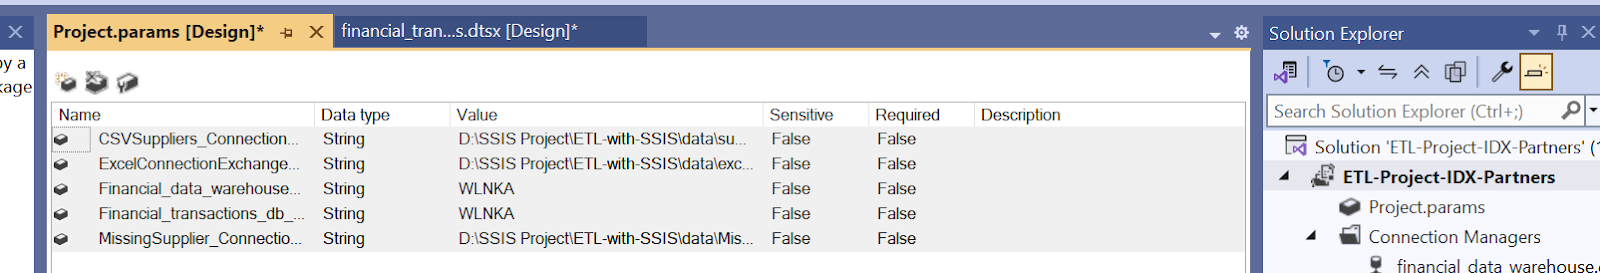 Project.params [Design]*
financial_tran...s.dtsx [Design]*
Solution Explorer
by a
kage
Name Data type Value Sensitive Required Description
CSVSuppliers_Connection... String D:\SSIS Project\ETL-with-SSIS\data\su... False False
ExcelConnectionExchange... String D:\SSIS Project\ETL-with-SSIS\data\exc... False False
Financial_data_warehouse... String WLNKA False False
Financial_transactions_db_... String WLNKA False False
MissingSupplier_Connectio... String D:\SSIS Project\ETL-with-SSIS\data\Mis... False False
Search Solution Explorer (Ctrl+;)
Solution 'ETL-Project-IDX-Partners' (1
ETL-Project-IDX-Partners
Project.params
Connection Managers
financial_data_warehouse.